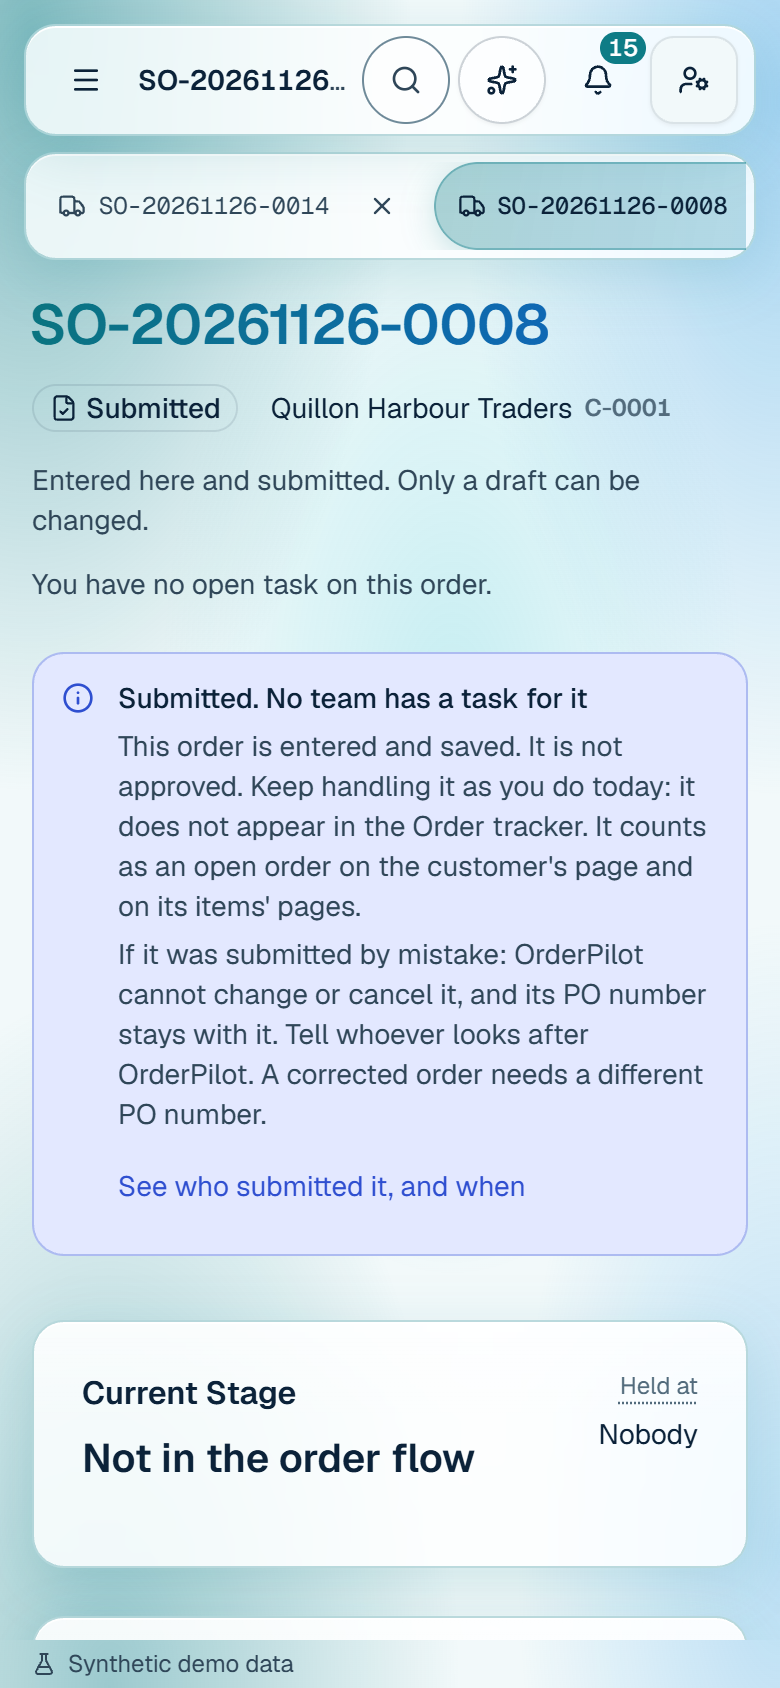 SO-20261126...
15
SO-20261126-0014
SO-20261126-0008
SO-20261126-0008
Submitted
Quillon Harbour Traders C-0001
Entered here and submitted. Only a draft can be
changed.
You have no open task on this order.
Submitted. No team has a task for it
This order is entered and saved. It is not
approved. Keep handling it as you do today: it
does not appear in the Order tracker. It counts
as an open order on the customer's page and
on its items' pages.
If it was submitted by mistake: OrderPilot
cannot change or cancel it, and its PO number
stays with it. Tell whoever looks after
OrderPilot. A corrected order needs a different
PO number.
See who submitted it, and when
Current Stage
Held at
Not in the order flow
Nobody
Synthetic demo data